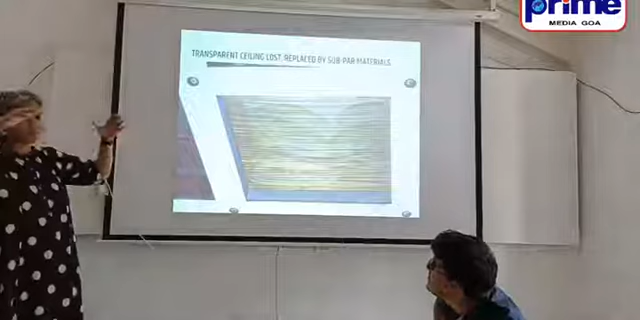 prime
MEDIA GOA
TRANSPARENT CEILING LOST, REPLACED BY SUB-PAR MATERIALS